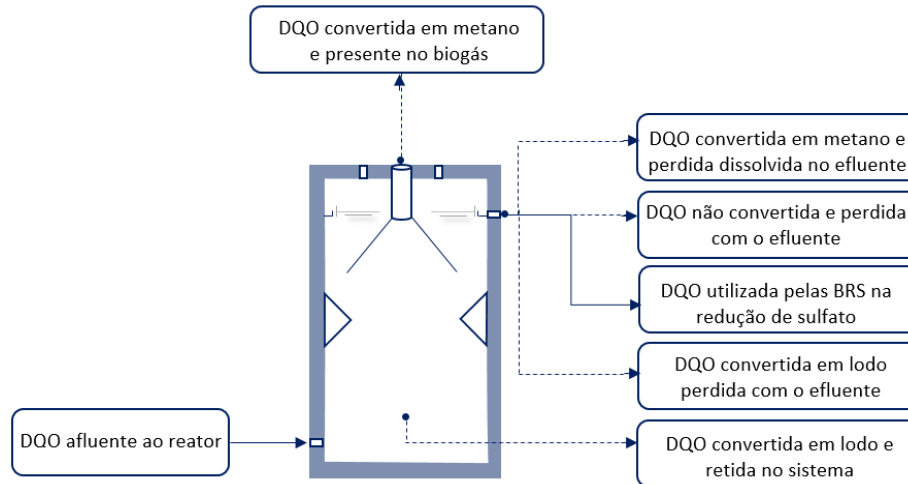 DQO convertida em metano
e presente no biogás
DQO convertida em metano e
perdida dissolvida no efluente
DQO não convertida e perdida
com o efluente
DQO utilizada pelas BRS na
redução de sulfato
DQO convertida em lodo
perdida com o efluente
DQO afluente ao reator
DQO convertida em lodo e
retida no sistema